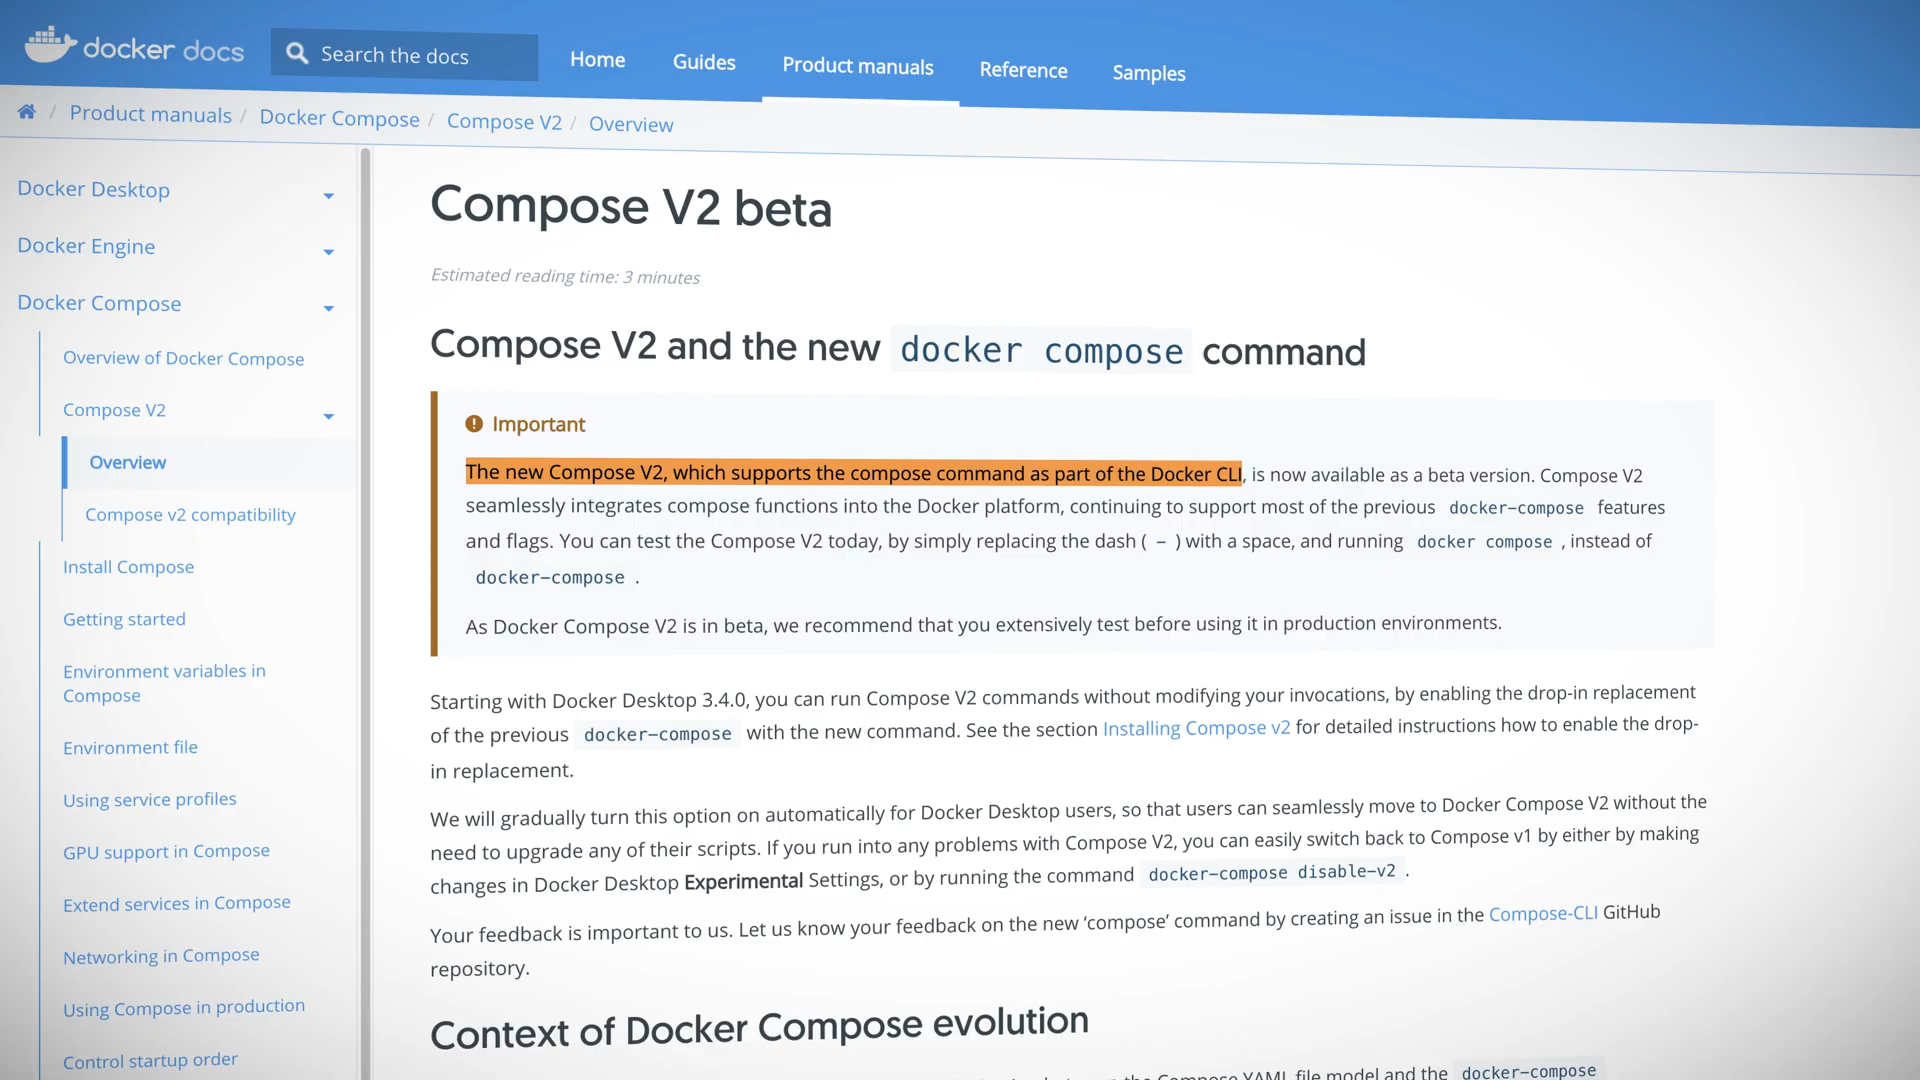 docker docs
Search the docs
Home
Guides
Product manuals
Reference
Samples
/ Product manuals / Docker Compose / Compose V2 / Overview
Docker Desktop
Docker Engine
Docker Compose
Overview of Docker Compose
Compose V2
Overview
Compose v2 compatibility
Install Compose
Getting started
Environment variables in
Compose
Environment file
Using service profiles
GPU support in Compose
Extend services in Compose
Networking in Compose
Using Compose in production
Control startup order
Compose V2 beta
Estimated reading time: 3 minutes
Compose V2 and the new docker compose command
Important
The new Compose V2, which supports the compose command as part of the Docker CLI, is now available as a beta version. Compose V2
seamlessly integrates compose functions into the Docker platform, continuing to support most of the previous docker-compose features
and flags. You can test the Compose V2 today, by simply replacing the dash ( - ) with a space, and running docker compose , instead of
docker-compose .
As Docker Compose V2 is in beta, we recommend that you extensively test before using it in production environments.
Starting with Docker Desktop 3.4.0, you can run Compose V2 commands without modifying your invocations, by enabling the drop-in replacement
of the previous docker-compose with the new command. See the section Installing Compose v2 for detailed instructions how to enable the drop-
in replacement.
We will gradually turn this option on automatically for Docker Desktop users, so that users can seamlessly move to Docker Compose V2 without the
need to upgrade any of their scripts. If you run into any problems with Compose V2, you can easily switch back to Compose v1 by either by making
changes in Docker Desktop Experimental Settings, or by running the command docker-compose disable-v2 .
Your feedback is important to us. Let us know your feedback on the new ‘compose’ command by creating an issue in the Compose-CLI GitHub
repository.
Context of Docker Compose evolution
the Compose YAML file model and the docker-compose